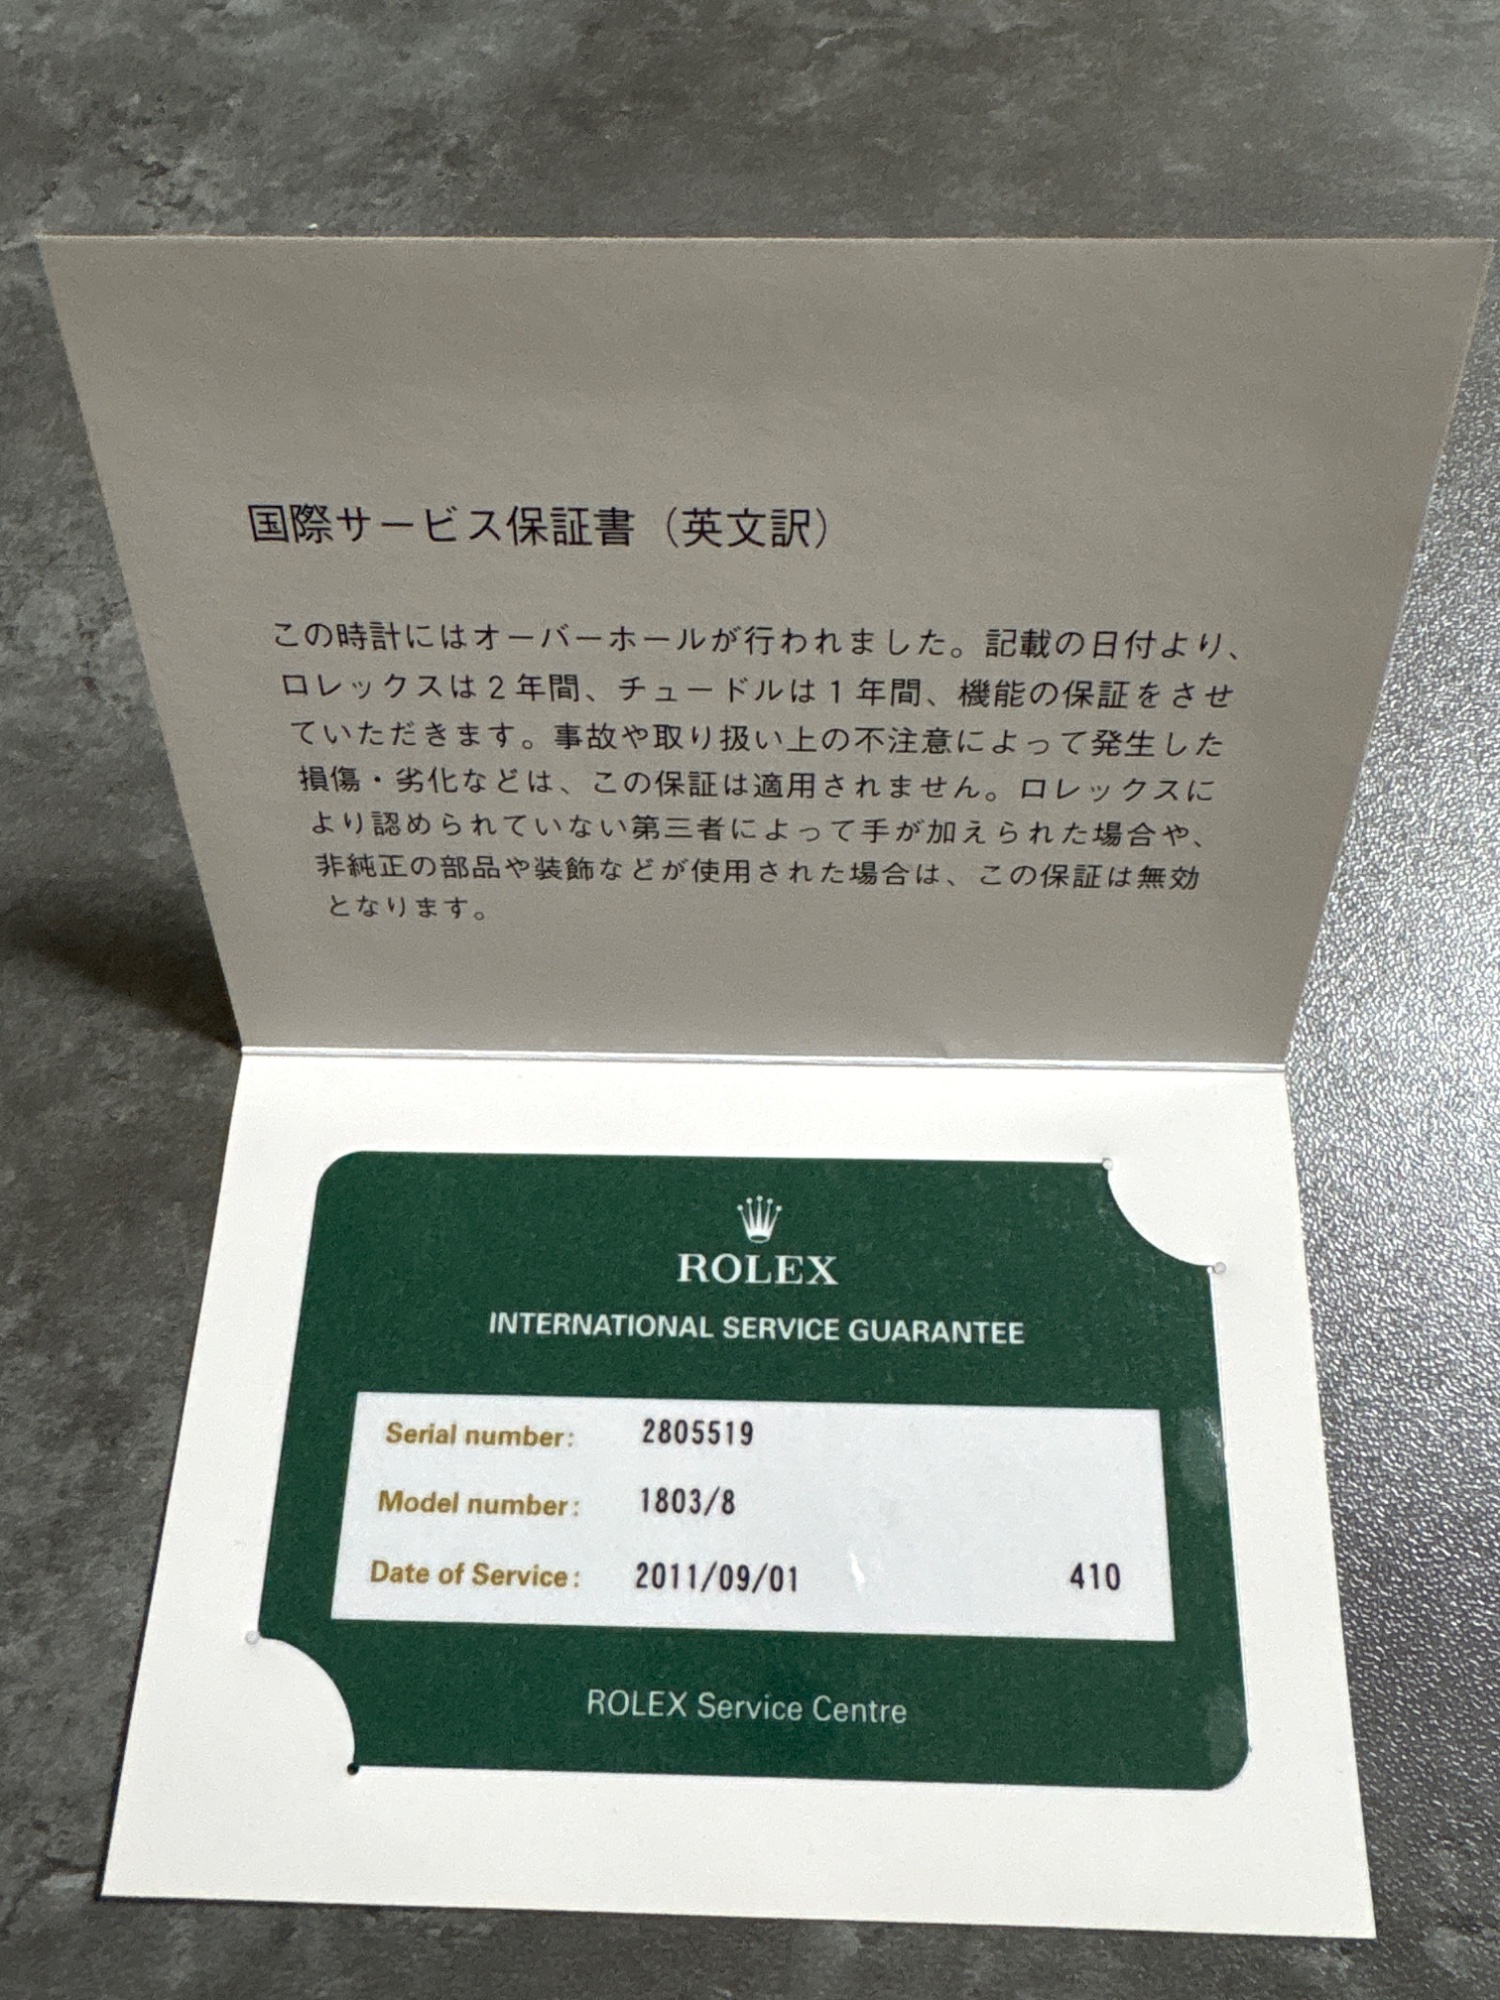 国際サービス保証書（英文訳）
この時計にはオーバーホールが行われました。記載の日付より、
ロレックスは2年間、チュードルは1年間、機能の保証をさせ
ていただきます。事故や取り扱い上の不注意によって発生した
損傷・劣化などは、この保証は適用されません。ロレックスに
より認められていない第三者によって手が加えられた場合や、
非純正の部品や装飾などが使用された場合は、この保証は無効
となります。
ROLEX
INTERNATIONAL SERVICE GUARANTEE
Serial number: 2805519
Model number: 1803/8
Date of Service: 2011/09/01 410
ROLEX Service Centre